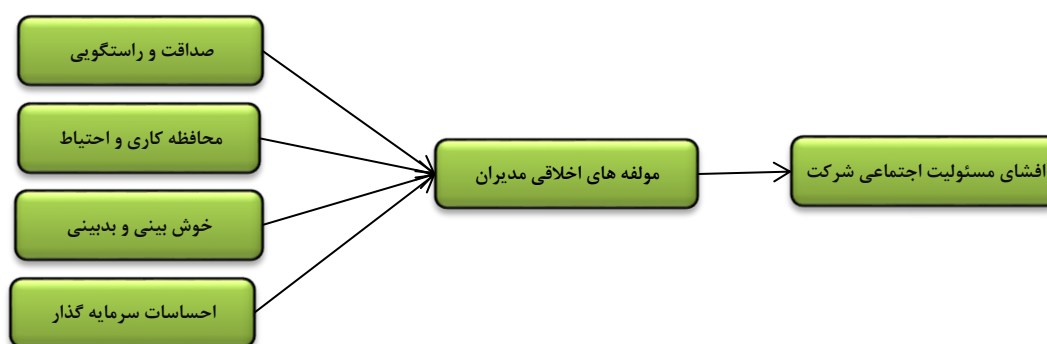 صداقت و راستگویی
محافظه کاری و احتیاط
خوش بینی و بدبینی
احساسات سرمایه گذار
مولفه های اخلاقی مدیران
افشای مسئولیت اجتماعی شرکت